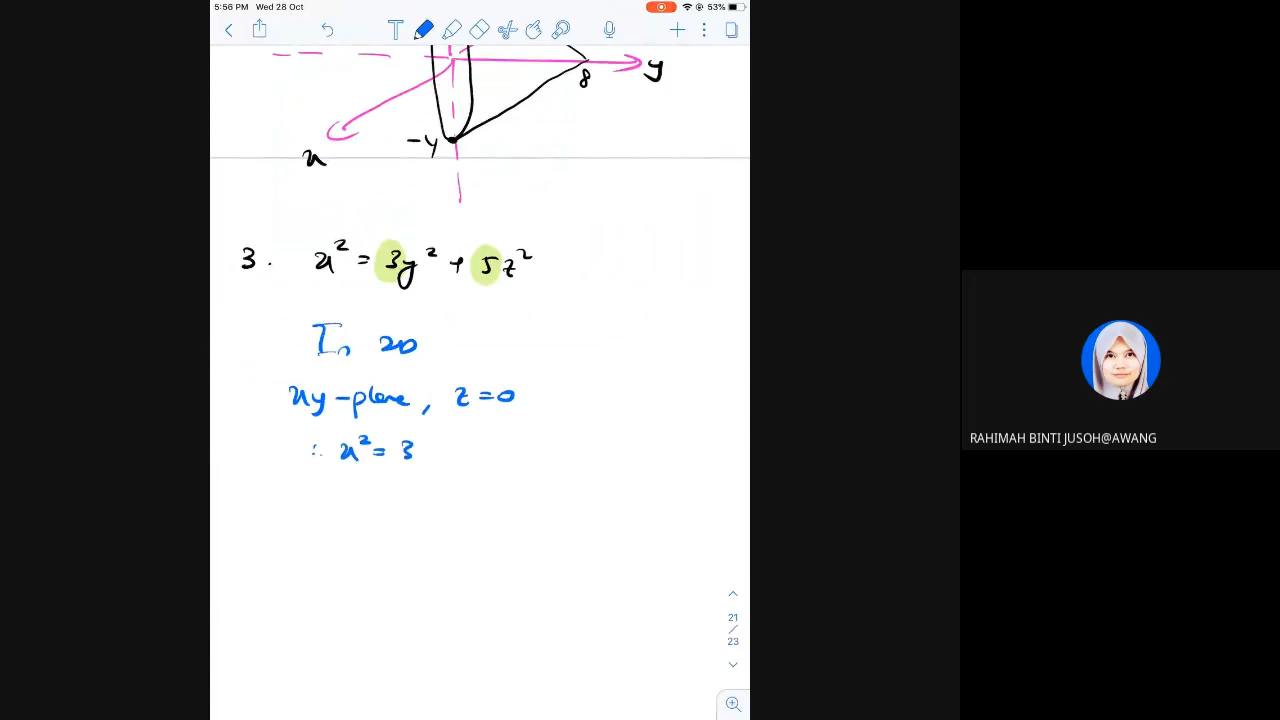 5:56 PM Wed 28 Oct
53%
T
y
8
-4
x
3. x² = 3y² + 5z²
In 2D
xy-plane, z=0
∴ x² = 3
RAHIMAH BINTI JUSOH@AWANG
21
/
23